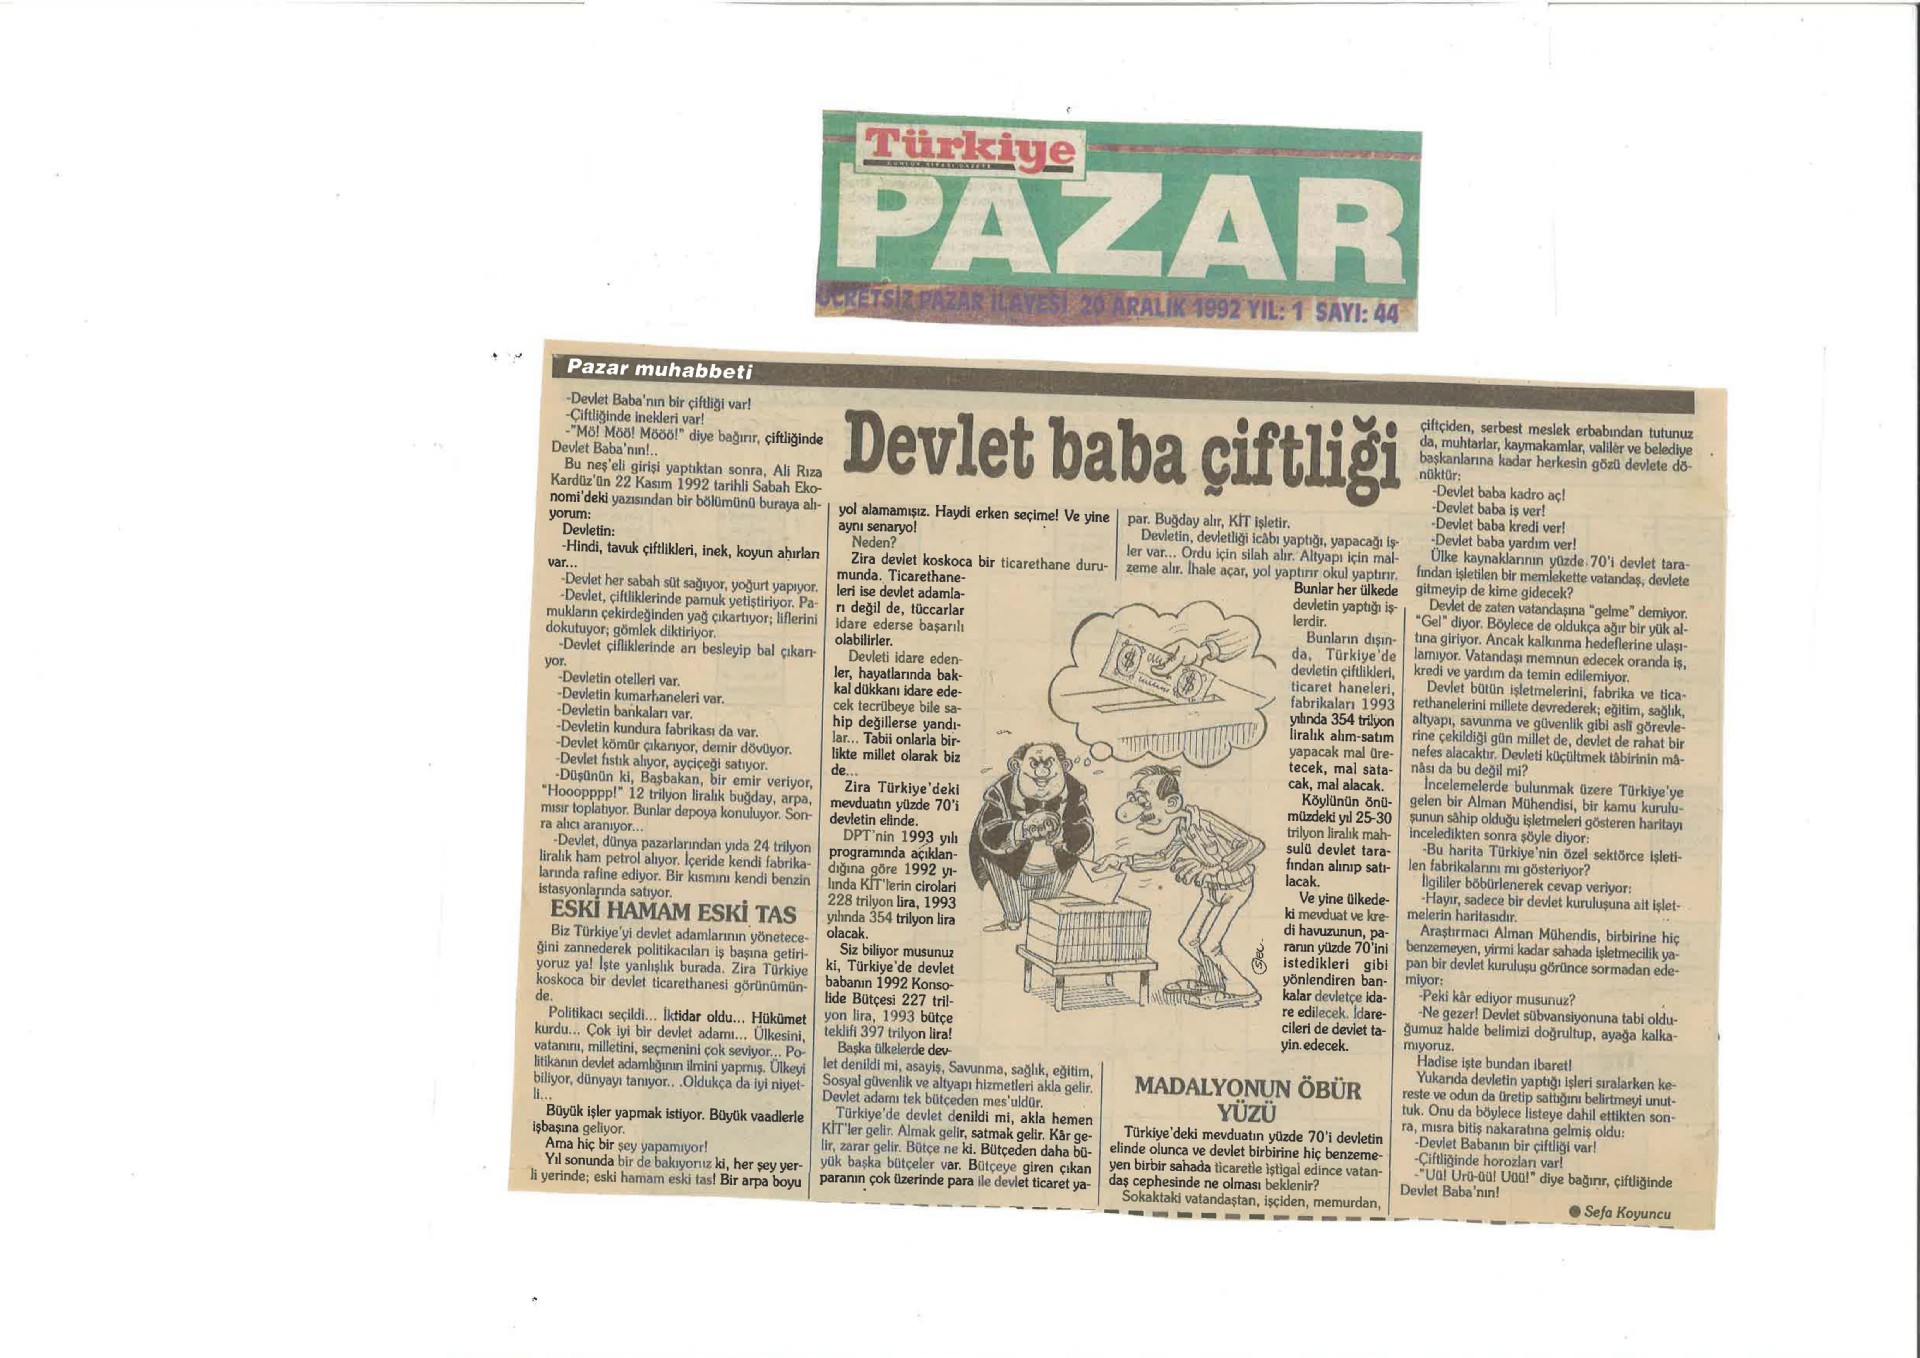 Türkiye
PAZAR
ÜCRETSİZ PAZAR İLAVESİ 20 ARALIK 1992 YIL: 1 SAYI: 44
Pazar muhabbeti
Devlet baba çiftliği
-Devlet Baba'nın bir çiftliği var!
-Çiftliğinde inekleri var!
-"Mö! Möö! Mööö!" diye bağırır, çiftliğinde
Devlet Baba'nın!..
Bu neş'eli girişi yaptıktan sonra, Ali Rıza
Kardüz'ün 22 Kasım 1992 tarihli Sabah Eko-
nomi'deki yazısından bir bölümünü buraya alı-
yorum:
Devletin:
-Hindi, tavuk çiftlikleri, inek, koyun ahırları
var...
-Devlet her sabah süt sağıyor, yoğurt yapıyor.
-Devlet, çiftliklerinde pamuk yetiştiriyor. Pa-
mukların çekirdeğinden yağ çıkartıyor; liflerini
dokutuyor; gömlek diktiriyor.
-Devlet çifliklerinde arı besleyip bal çıkarı-
yor.
-Devletin otelleri var.
-Devletin kumarhaneleri var.
-Devletin bankaları var.
-Devletin kundura fabrikası da var.
-Devlet kömür çıkarıyor, demir dövüyor.
-Devlet fıstık alıyor, ayçiçeği satıyor.
-Düşünün ki, Başbakan, bir emir veriyor,
"Hooopppp!" 12 trilyon liralık buğday, arpa,
mısır toplatıyor. Bunlar depoya konuluyor. Son-
ra alıcı aranıyor...
-Devlet, dünya pazarlarından yıda 24 trilyon
liralık ham petrol alıyor. İçeride kendi fabrika-
larında rafine ediyor. Bir kısmını kendi benzin
istasyonlarında satıyor.
ESKİ HAMAM ESKİ TAS
Biz Türkiye'yi devlet adamlarının yönetece-
ğini zannederek politikacıları iş başına getiri-
yoruz ya! İşte yanlışlık burada. Zira Türkiye
koskoca bir devlet ticarethanesi görünümün-
de.
Politikacı seçildi... İktidar oldu... Hükümet
kurdu... Çok iyi bir devlet adamı... Ülkesini,
vatanını, milletini, seçmenini çok seviyor... Po-
litikanın devlet adamlığının ilmini yapmış. Ülkeyi
biliyor, dünyayı tanıyor.. .Oldukça da iyi niyet-
li...
Büyük işler yapmak istiyor. Büyük vaadlerle
işbaşına geliyor.
Ama hiç bir şey yapamıyor!
Yıl sonunda bir de bakıyoruz ki, her şey yer-
li yerinde; eski hamam eski tas! Bir arpa boyu
yol alamamışız. Haydi erken seçime! Ve yine
aynı senaryo!
Neden?
Zira devlet koskoca bir ticarethane duru-
munda. Ticarethane-
leri ise devlet adamla-
rı değil de, tüccarlar
idare ederse başarılı
olabilirler.
Devleti idare eden-
ler, hayatlarında bak-
kal dükkanı idare ede-
cek tecrübeye bile sa-
hip değillerse yandı-
lar... Tabii onlarla bir-
likte millet olarak biz
de...
Zira Türkiye'deki
mevduatın yüzde 70'i
devletin elinde.
DPT'nin 1993 yılı
programında açıklan-
dığına göre 1992 yı-
lında KİT'lerin ciroları
228 trilyon lira, 1993
yılında 354 trilyon lira
olacak.
Siz biliyor musunuz
ki, Türkiye'de devlet
babanın 1992 Konso-
lide Bütçesi 227 tril-
yon lira, 1993 bütçe
teklifi 397 trilyon lira!
Başka ülkelerde dev-
let denildi mi, asayiş, Savunma, sağlık, eğitim,
Sosyal güvenlik ve altyapı hizmetleri akla gelir.
Devlet adamı tek bütçeden mes'uldür.
Türkiye'de devlet denildi mi, akla hemen
KİT'ler gelir. Almak gelir, satmak gelir. Kâr ge-
lir, zarar gelir. Bütçe ne ki. Bütçeden daha bü-
yük başka bütçeler var. Bütçeye giren çıkan
paranın çok üzerinde para ile devlet ticaret ya-
par. Buğday alır, KİT işletir.
Devletin, devletliği icâbı yaptığı, yapacağı iş-
ler var... Ordu için silah alır. Altyapı için mal-
zeme alır. İhale açar, yol yaptırır okul yaptırır.
Bunlar her ülkede
devletin yaptığı iş-
lerdir.
Bunların dışın-
da, Türkiye'de
devletin çiftlikleri,
ticaret haneleri,
fabrikaları 1993
yılında 354 trilyon
liralık alım-satım
yapacak mal üre-
tecek, mal sata-
cak, mal alacak.
Köylünün önü-
müzdeki yıl 25-30
trilyon liralık mah-
sulü devlet tara-
fından alınıp satı-
lacak.
Ve yine ülkede-
ki mevduat ve kre-
di havuzunun, pa-
ranın yüzde 70'ini
istedikleri gibi
yönlendiren ban-
kalar devletçe ida-
re edilecek. İdare-
cileri de devlet ta-
yin edecek.
MADALYONUN ÖBÜR
YÜZÜ
Türkiye'deki mevduatın yüzde 70'i devletin
elinde olunca ve devlet birbirine hiç benzeme-
yen birbir sahada ticaretle iştigal edince vatan-
daş cephesinde ne olması beklenir?
Sokaktaki vatandaştan, işçiden, memurdan,
çiftçiden, serbest meslek erbabından tutunuz
da, muhtarlar, kaymakamlar, valiler ve belediye
başkanlarına kadar herkesin gözü devlete dö-
nüktür:
-Devlet baba kadro aç!
-Devlet baba iş ver!
-Devlet baba kredi ver!
-Devlet baba yardım ver!
Ülke kaynaklarının yüzde 70'i devlet tara-
fından işletilen bir memlekette vatandaş, devlete
gitmeyip de kime gidecek?
Devlet de zaten vatandaşına "gelme" demiyor.
"Gel" diyor. Böylece de oldukça ağır bir yük al-
tına giriyor. Ancak kalkınma hedeflerine ulaşı-
lamıyor. Vatandaşı memnun edecek oranda iş,
kredi ve yardım da temin edilemiyor.
Devlet bütün işletmelerini, fabrika ve tica-
rethanelerini millete devrederek; eğitim, sağlık,
altyapı, savunma ve güvenlik gibi aslî görevle-
rine çekildiği gün millet de, devlet de rahat bir
nefes alacaktır. Devleti küçültmek tâbirinin mâ-
nâsı da bu değil mi?
İncelemelerde bulunmak üzere Türkiye'ye
gelen bir Alman Mühendisi, bir kamu kurulu-
şunun sâhip olduğu işletmeleri gösteren haritayı
inceledikten sonra şöyle diyor:
-Bu harita Türkiye'nin özel sektörce işleti-
len fabrikalarını mı gösteriyor?
İlgililer böbürlenerek cevap veriyor:
-Hayır, sadece bir devlet kuruluşuna ait işlet-
melerin haritasıdır.
Araştırmacı Alman Mühendis, birbirine hiç
benzemeyen, yirmi kadar sahada işletmecilik ya-
pan bir devlet kuruluşu görünce sormadan ede-
miyor:
-Peki kâr ediyor musunuz?
-Ne gezer! Devlet sübvansiyonuna tabi oldu-
ğumuz halde belimizi doğrultup, ayağa kalka-
mıyoruz.
Hadise işte bundan ibaret!
Yukarıda devletin yaptığı işleri sıralarken ke-
reste ve odun da üretip sattığını belirtmeyi unut-
tuk. Onu da böylece listeye dahil ettikten son-
ra, mısra bitiş nakaratına gelmiş oldu:
-Devlet Babanın bir çiftliği var!
-Çiftliğinde horozları var!
-"Uü! Urü-üü! Uüü!" diye bağırır, çiftliğinde
Devlet Baba'nın!
Sefa Koyuncu